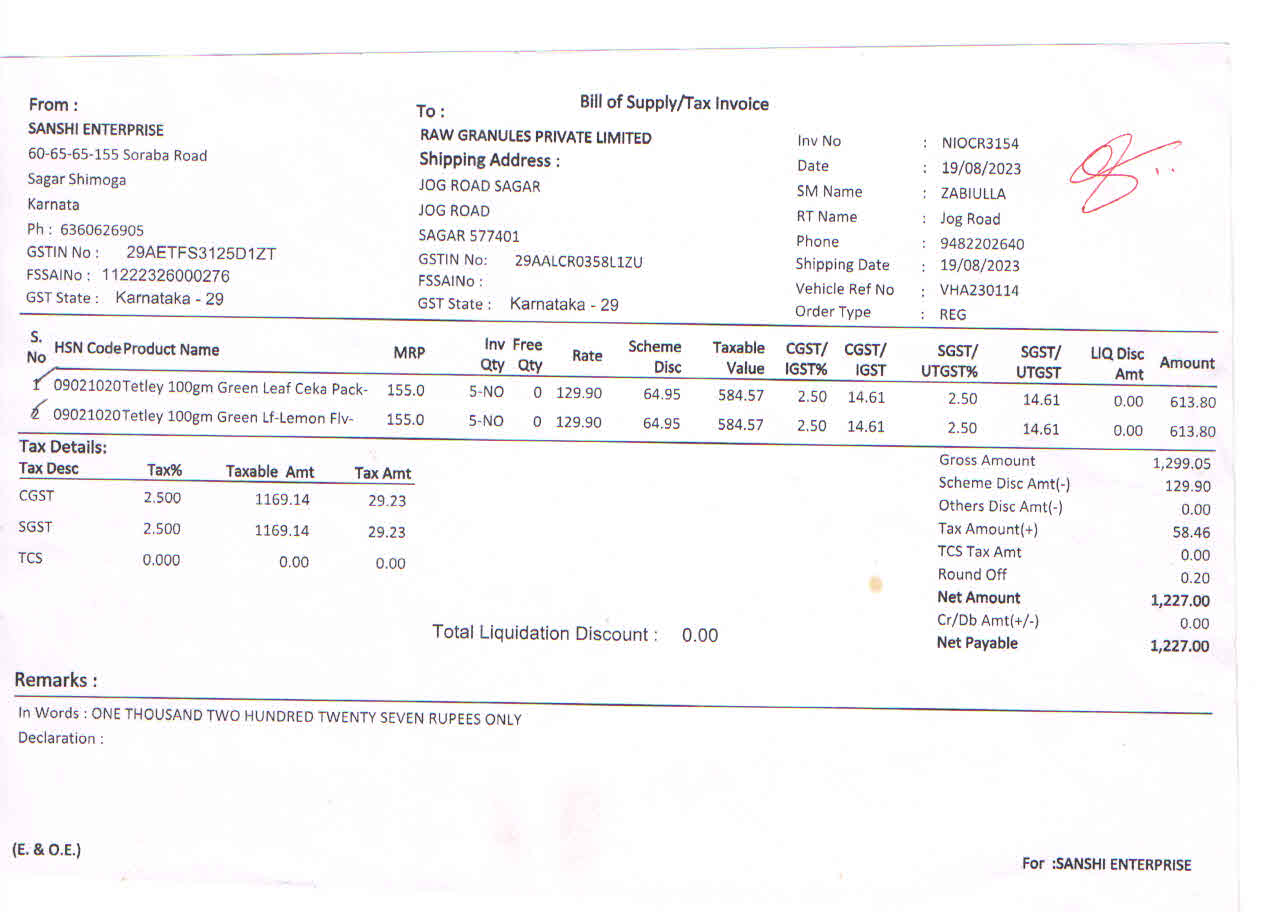 Bill of Supply/Tax Invoice
From :
SANSHI ENTERPRISE
60-65-65-155 Soraba Road
Sagar Shimoga
Karnata
Ph : 6360626905
GSTIN No : 29AETFS3125D1ZT
FSSAINo : 11222326000276
GST State : Karnataka - 29
To :
RAW GRANULES PRIVATE LIMITED
Shipping Address :
JOG ROAD SAGAR
JOG ROAD
SAGAR 577401
GSTIN No: 29AALCR0358L1ZU
FSSAINo :
GST State : Karnataka - 29
Inv No : NIOCR3154
Date : 19/08/2023
SM Name : ZABIULLA
RT Name : Jog Road
Phone : 9482202640
Shipping Date : 19/08/2023
Vehicle Ref No : VHA230114
Order Type : REG
S. No HSN Code Product Name MRP Inv Qty Free Qty Rate Scheme Disc Taxable Value CGST/ IGST% CGST/ IGST SGST/ UTGST% SGST/ UTGST LIQ Disc Amt Amount
1 09021020 Tetley 100gm Green Leaf Ceka Pack- 155.0 5-NO 0 129.90 64.95 584.57 2.50 14.61 2.50 14.61 0.00 613.80
2 09021020 Tetley 100gm Green Lf-Lemon Flv- 155.0 5-NO 0 129.90 64.95 584.57 2.50 14.61 2.50 14.61 0.00 613.80
Tax Details:
Tax Desc Tax% Taxable Amt Tax Amt
CGST 2.500 1169.14 29.23
SGST 2.500 1169.14 29.23
TCS 0.000 0.00 0.00
Gross Amount 1,299.05
Scheme Disc Amt(-) 129.90
Others Disc Amt(-) 0.00
Tax Amount(+) 58.46
TCS Tax Amt 0.00
Round Off 0.20
Net Amount 1,227.00
Cr/Db Amt(+/-) 0.00
Net Payable 1,227.00
Total Liquidation Discount : 0.00
Remarks :
In Words : ONE THOUSAND TWO HUNDRED TWENTY SEVEN RUPEES ONLY
Declaration :
(E. & O.E.)
For :SANSHI ENTERPRISE